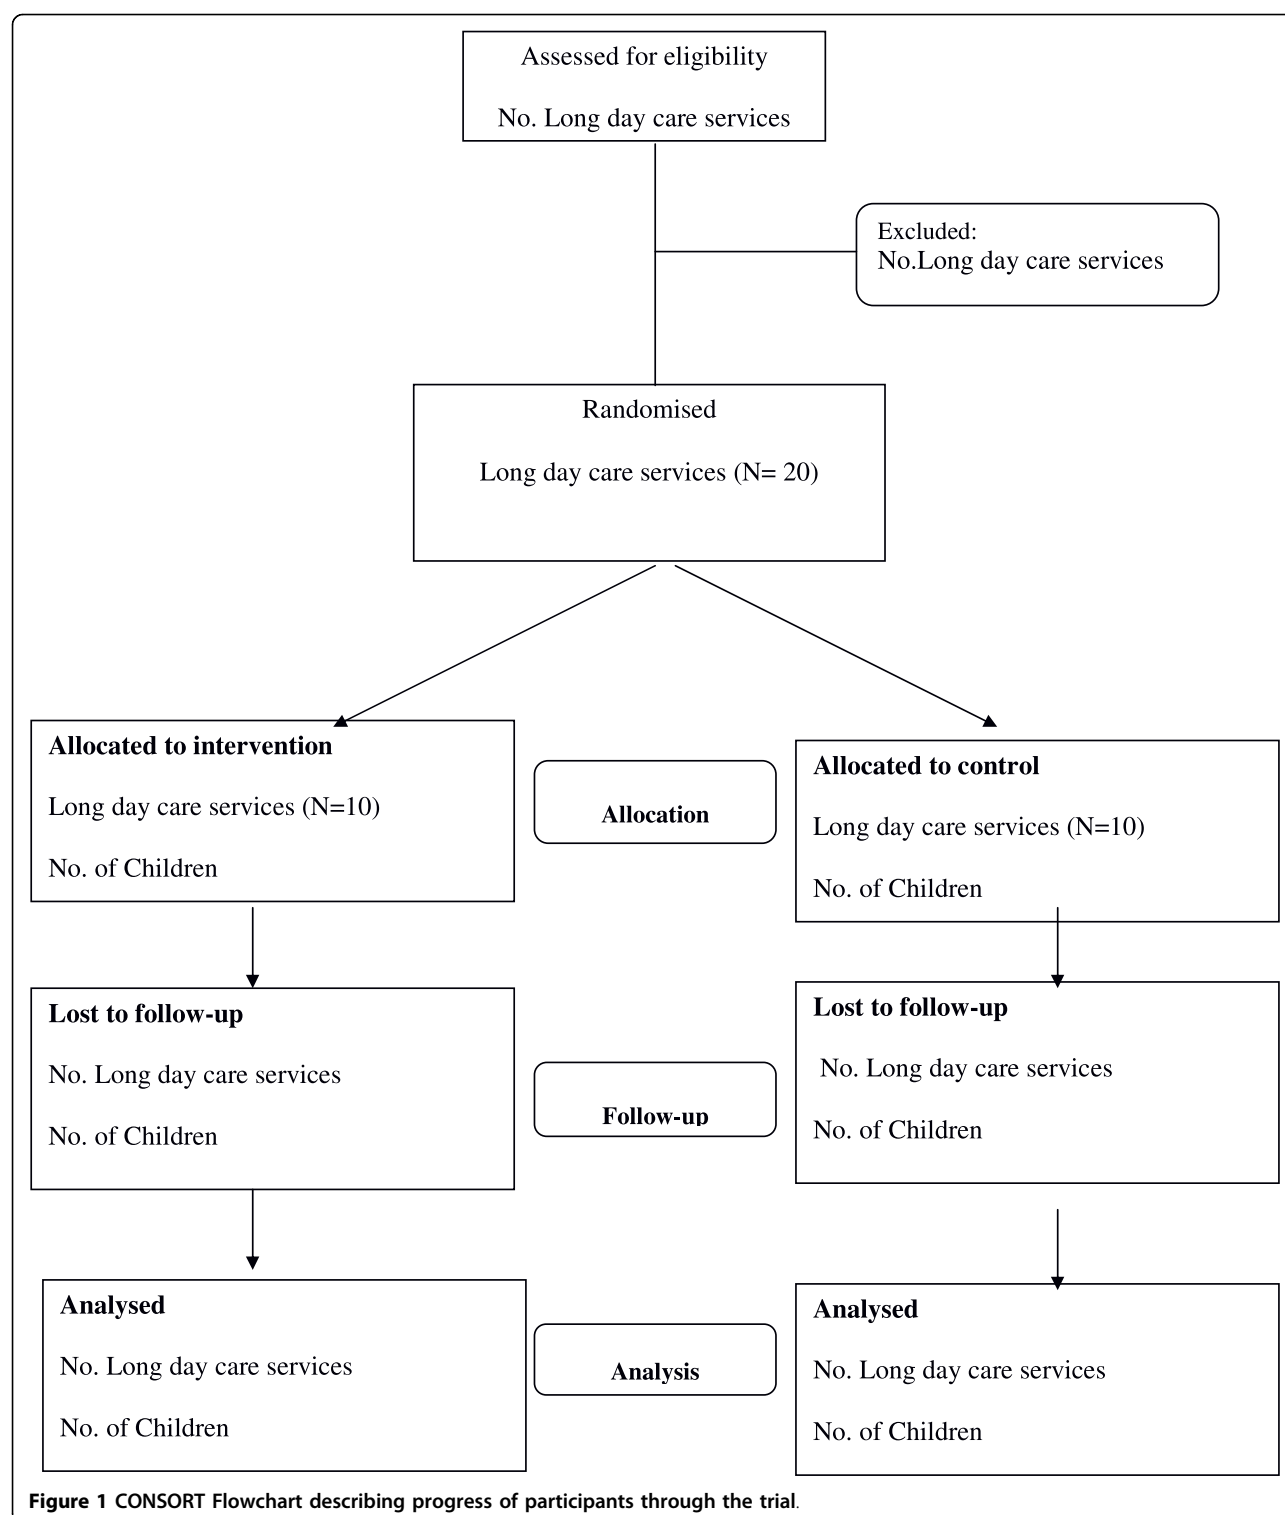 Assessed for eligibility
No. Long day care services
Excluded:
No.Long day care services
Randomised
Long day care services (N= 20)
Allocated to intervention
Long day care services (N=10)
No. of Children
Allocation
Allocated to control
Long day care services (N=10)
No. of Children
Lost to follow-up
No. Long day care services
No. of Children
Follow-up
Lost to follow-up
No. Long day care services
No. of Children
Analysed
No. Long day care services
No. of Children
Analysis
Analysed
No. Long day care services
No. of Children
Figure 1 CONSORT Flowchart describing progress of participants through the trial.